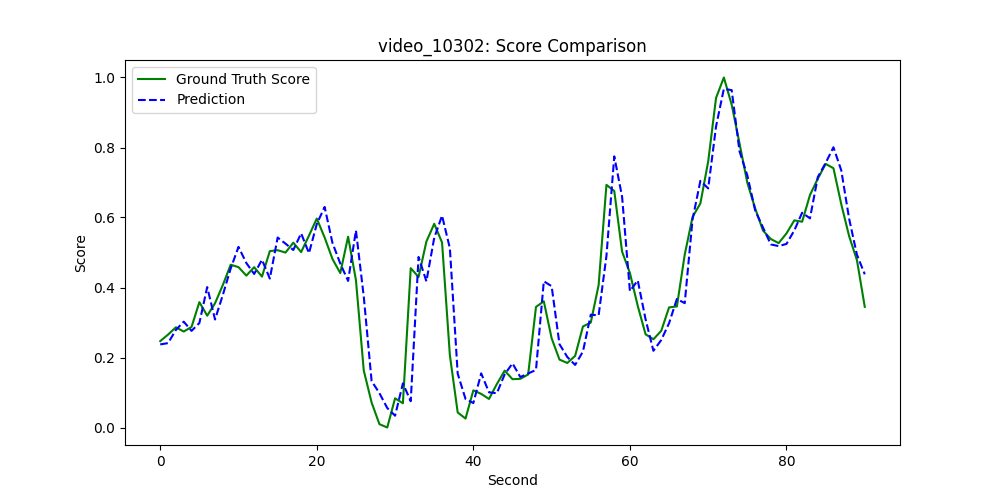 video_10302: Score Comparison
Ground Truth Score
Prediction
1.0
0.8
0.6
0.4
0.2
0.0
Score
0 20 40 60 80
Second